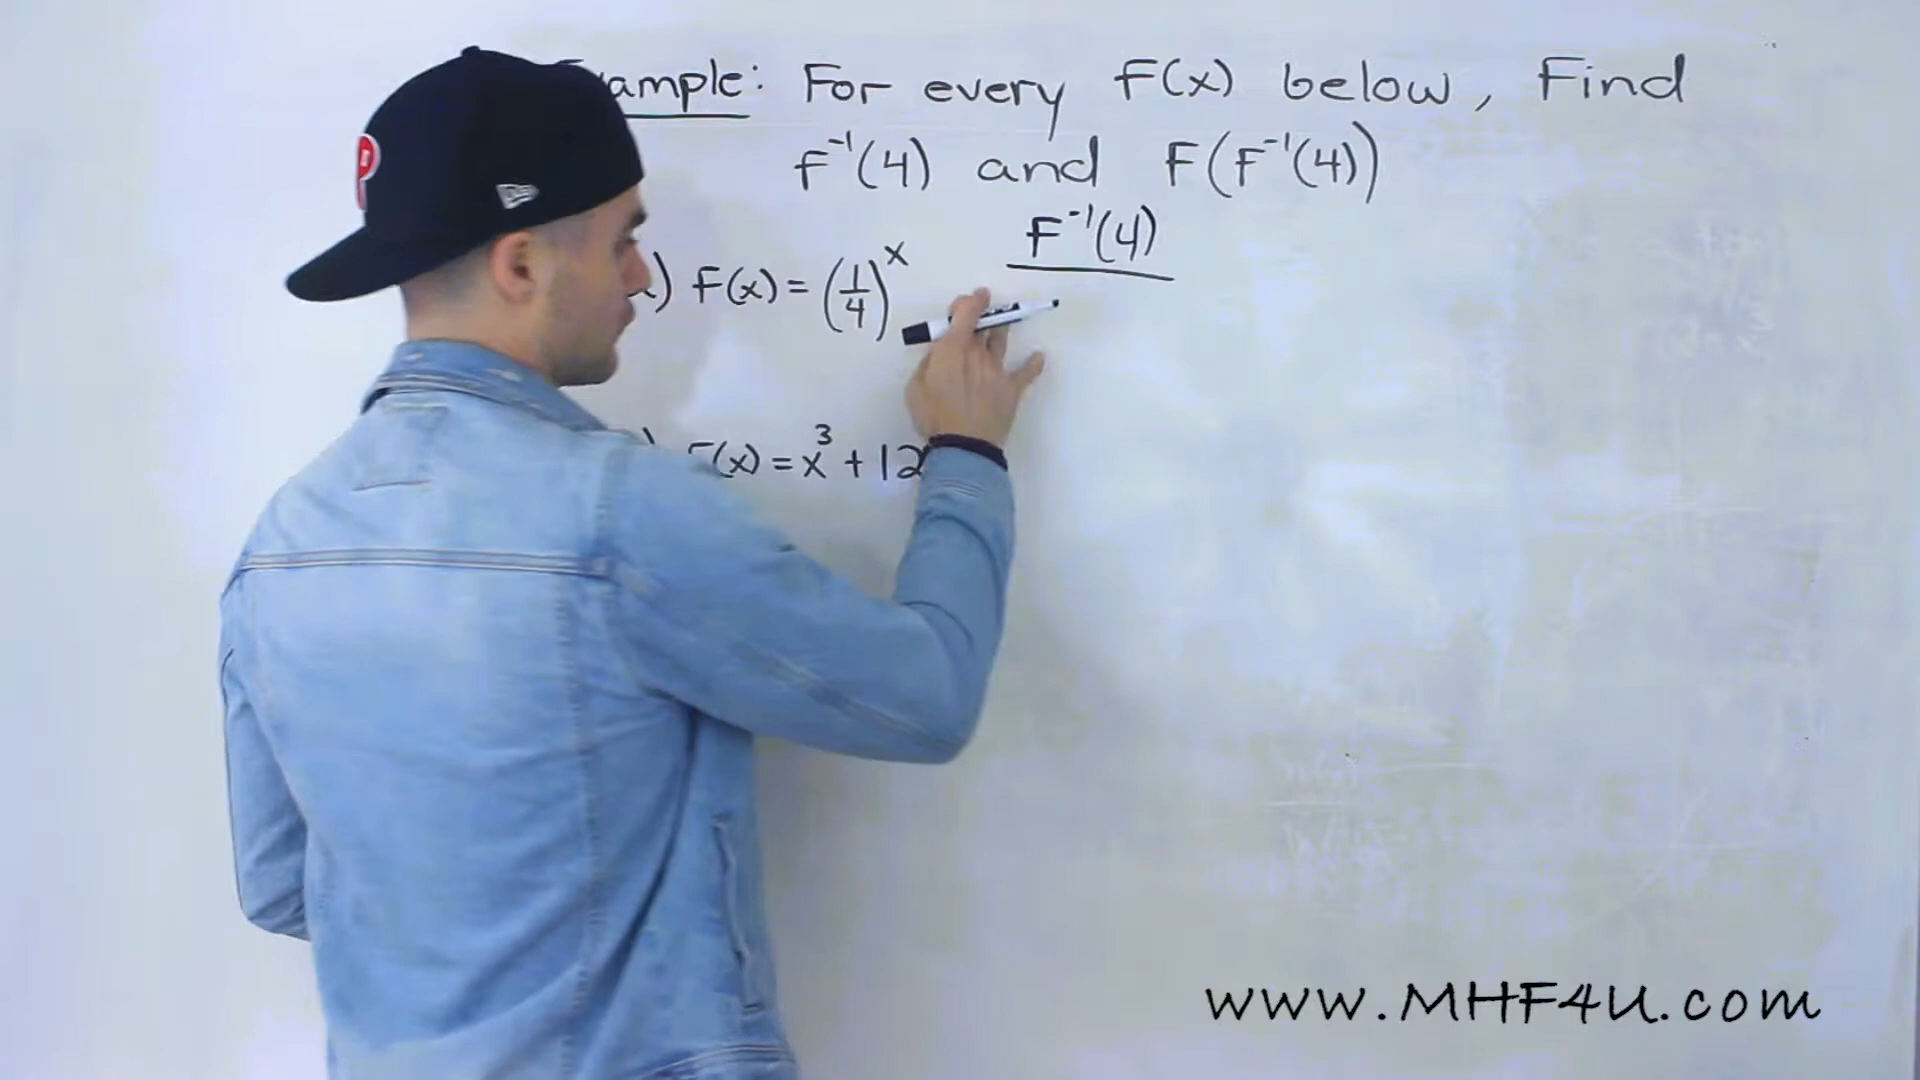 ample: For every f(x) below, Find
f⁻¹(4) and F(F⁻¹(4))
F⁻¹(4)
) F(x) = (1/4)^x
(x) = x³ + 12
www.MHF4U.com